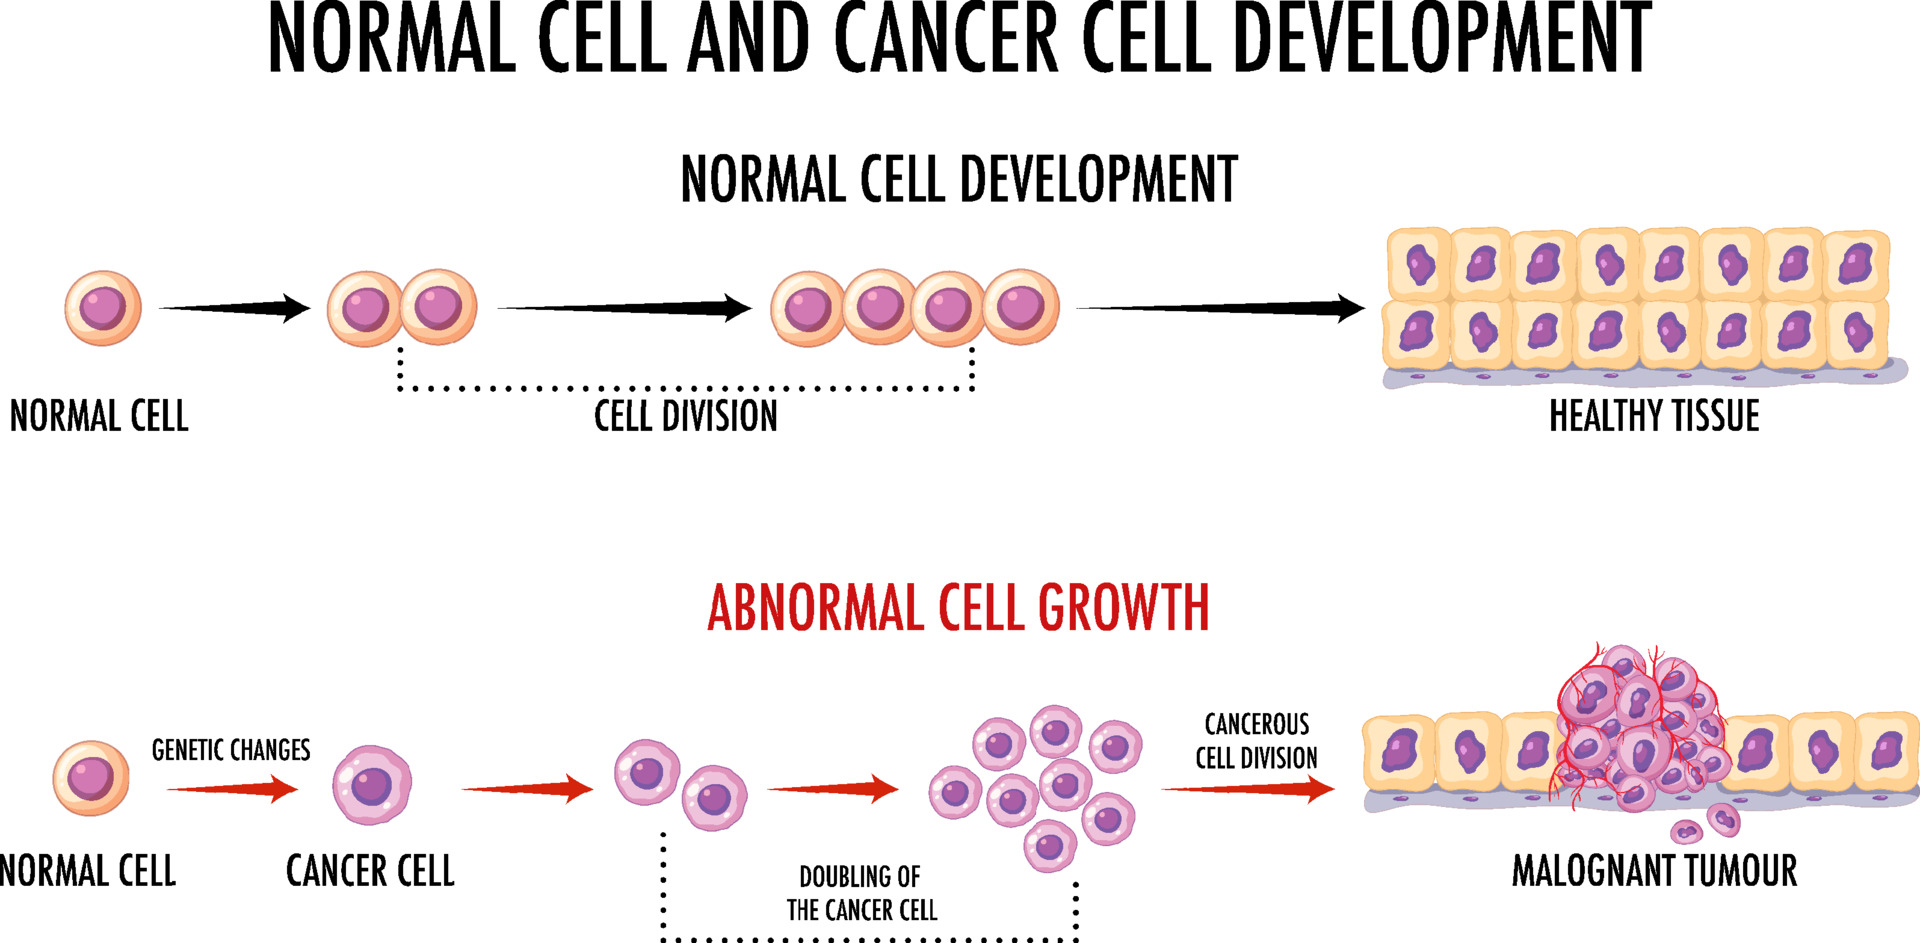 NORMAL CELL AND CANCER CELL DEVELOPMENT
NORMAL CELL DEVELOPMENT
NORMAL CELL
CELL DIVISION
HEALTHY TISSUE
ABNORMAL CELL GROWTH
GENETIC CHANGES
CANCEROUS
CELL DIVISION
NORMAL CELL
CANCER CELL
DOUBLING OF
THE CANCER CELL
MALOGNANT TUMOUR